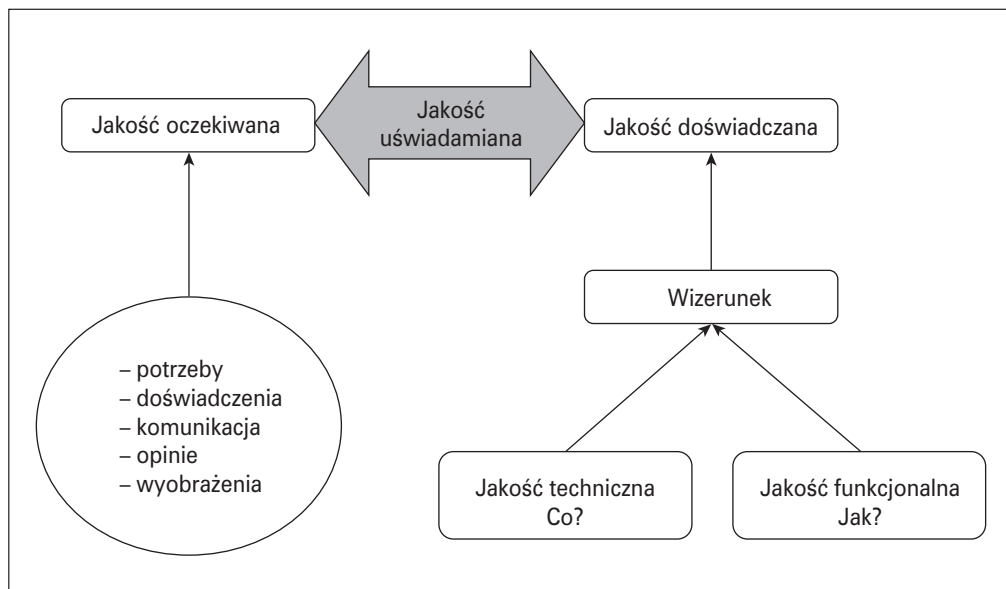 Jakość oczekiwana
Jakość
uświadamiana
Jakość doświadczana
Wizerunek
– potrzeby
– doświadczenia
– komunikacja
– opinie
– wyobrażenia
Jakość techniczna
Co?
Jakość funkcjonalna
Jak?